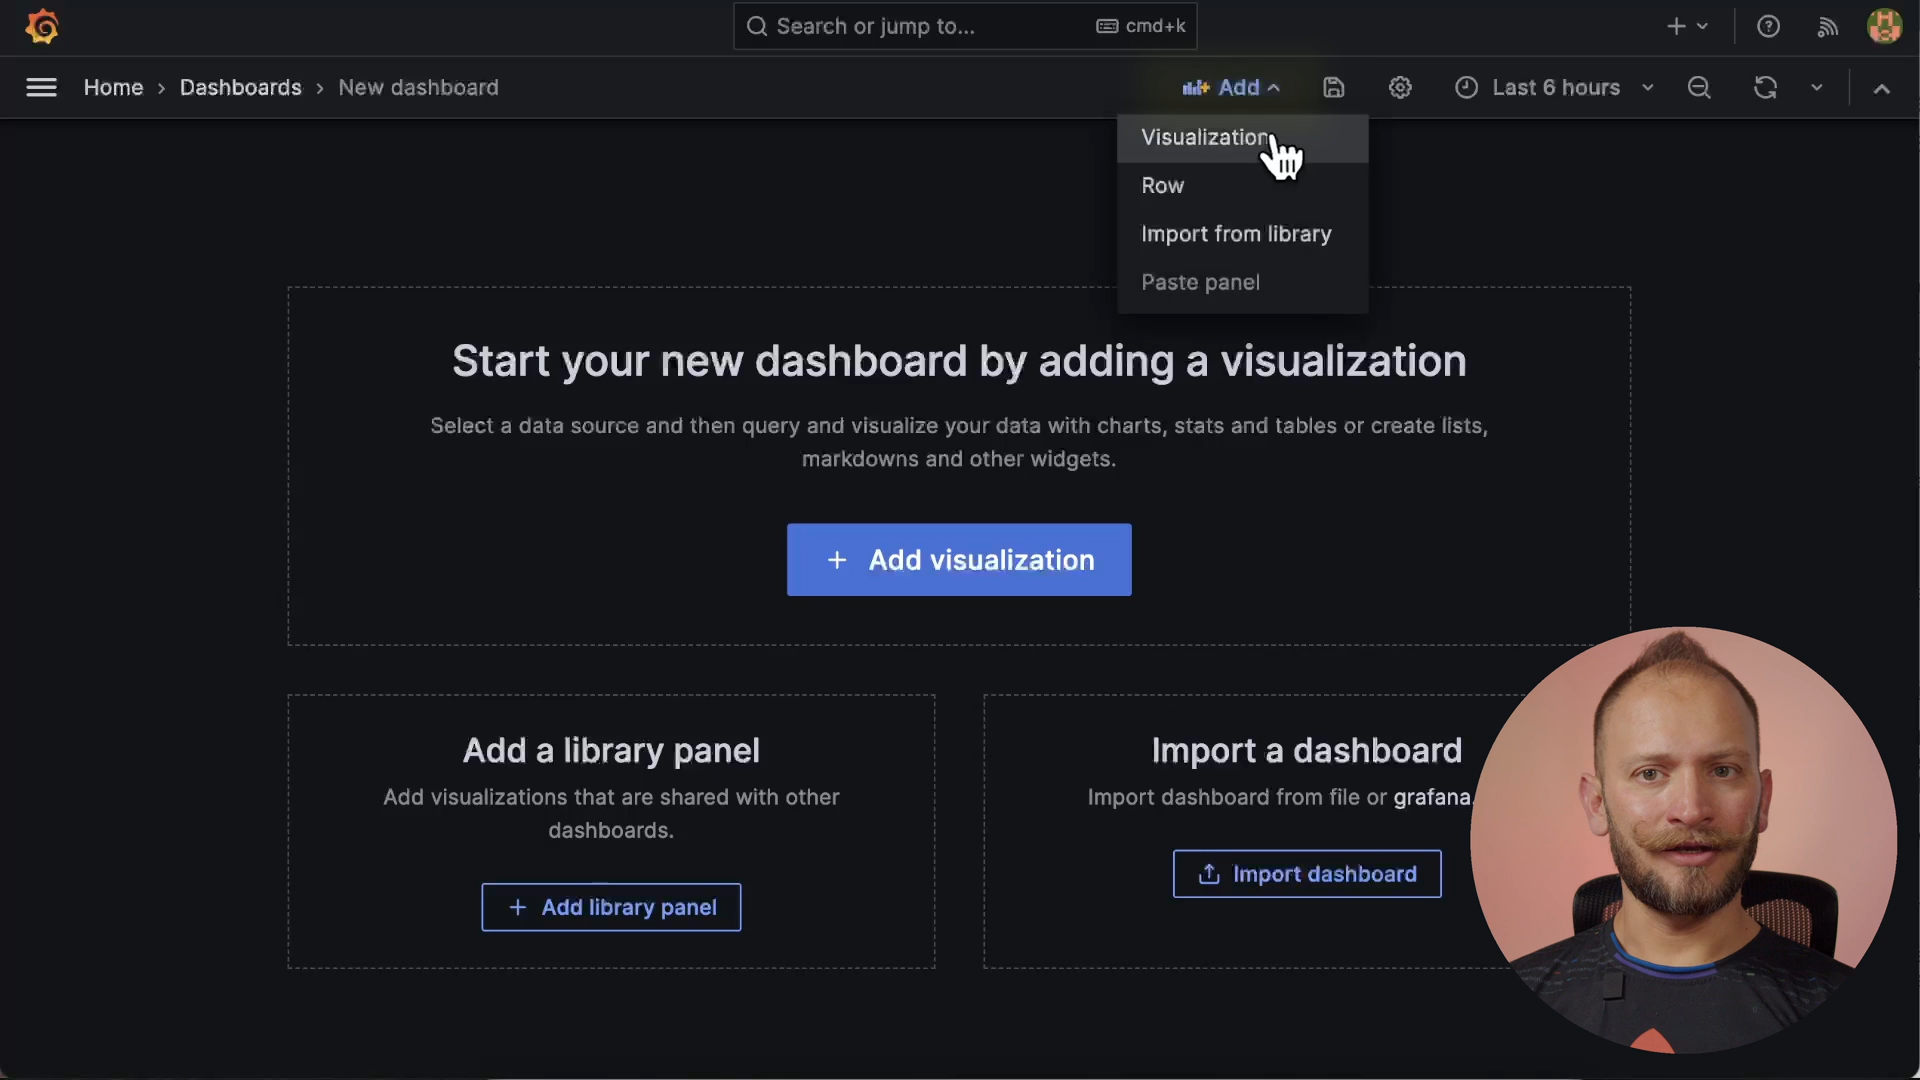 Search or jump to... cmd+k
Home › Dashboards › New dashboard
Add
Last 6 hours
Visualization
Row
Import from library
Paste panel
Start your new dashboard by adding a visualization
Select a data source and then query and visualize your data with charts, stats and tables or create lists,
markdowns and other widgets.
+ Add visualization
Add a library panel
Add visualizations that are shared with other
dashboards.
+ Add library panel
Import a dashboard
Import dashboard from file or grafana.
Import dashboard